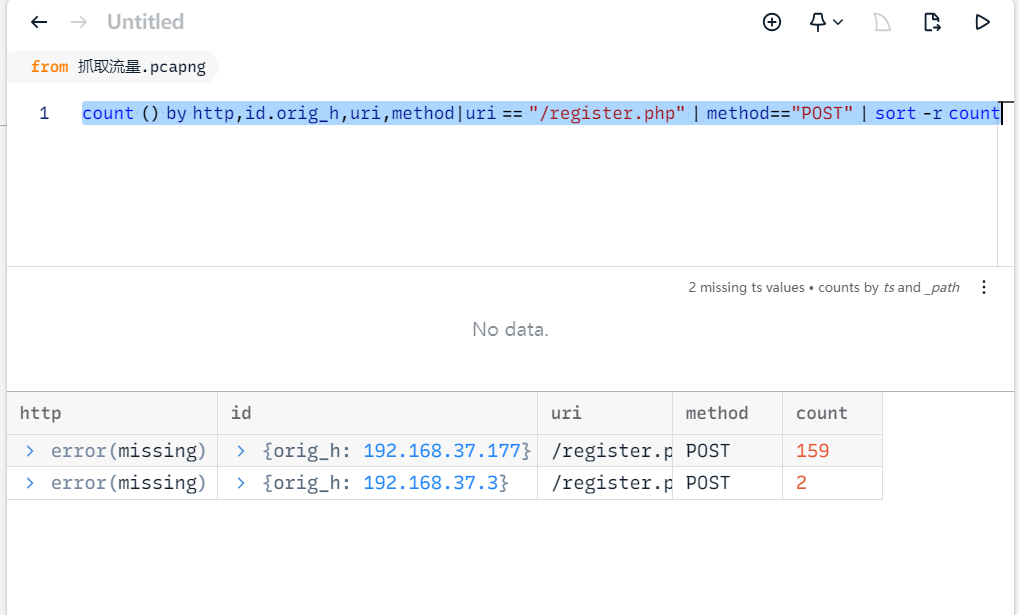 Untitled
from 抓取流量.pcapng
1 count () by http,id.orig_h,uri,method|uri == "/register.php" | method=="POST" | sort -r count
2 missing ts values • counts by ts and _path
No data.
http id uri method count
error(missing) {orig_h: 192.168.37.177} /register.p POST 159
error(missing) {orig_h: 192.168.37.3} /register.p POST 2